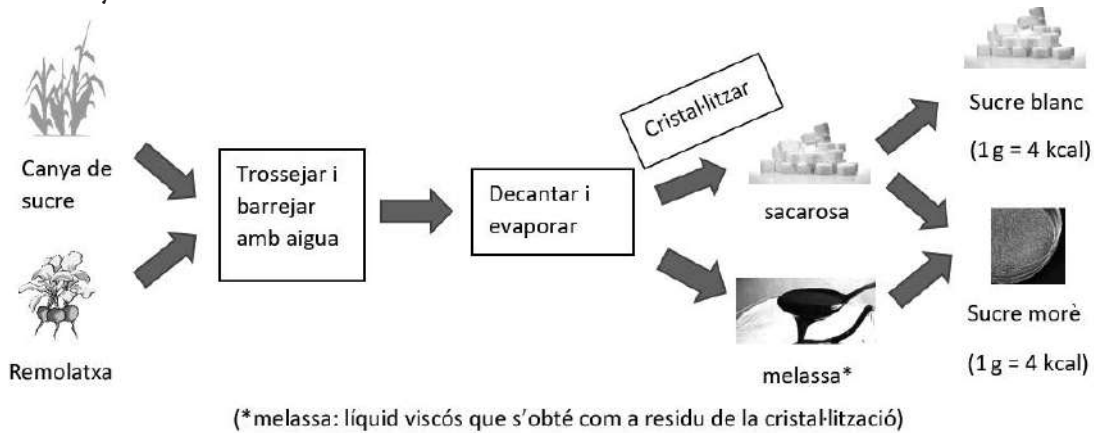 Canya de
sucre
Remolatxa
Trossejar i
barrejar
amb aigua
Decantar i
evaporar
Cristal·litzar
sacarosa
melassa*
Sucre blanc
(1 g = 4 kcal)
Sucre morè
(1 g = 4 kcal)
(*melassa: líquid viscós que s'obté com a residu de la cristal·lització)